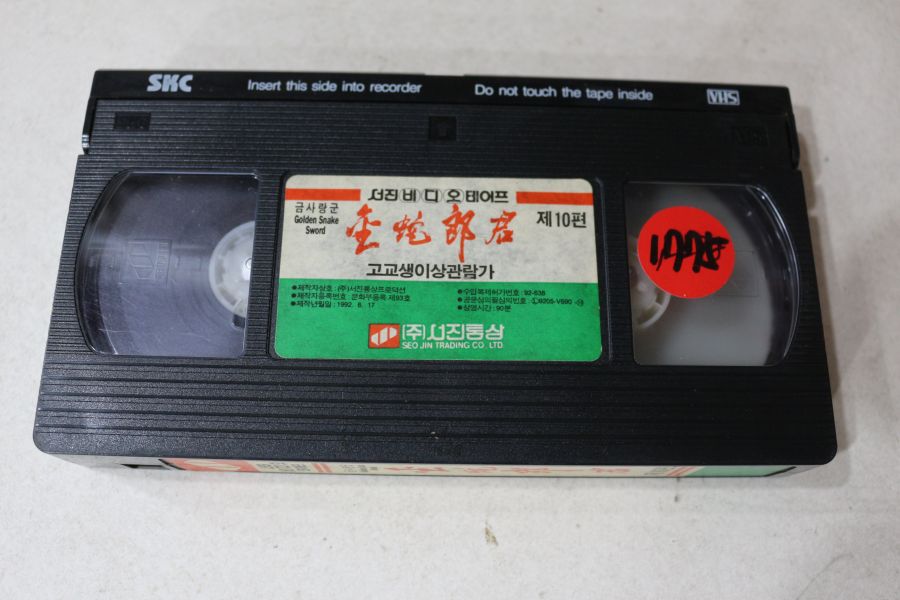 SKC
Insert this side into recorder
Do not touch the tape inside
VHS
서진비디오테이프
금사랑군
Golden Snake
Sword
金蛇郎君
제10편
고교생이상관람가
●제작자상호 : (주)서진통상프로덕션
●제작자등록번호 : 문화부등록 제93호
●제작년월일 : 1992. 6. 17
●수입복제허가번호 : 92-638
●공윤심의필심의번호 : 9206-V590
●상영시간 : 90분
(주)서진통상
SEO JIN TRADING CO., LTD